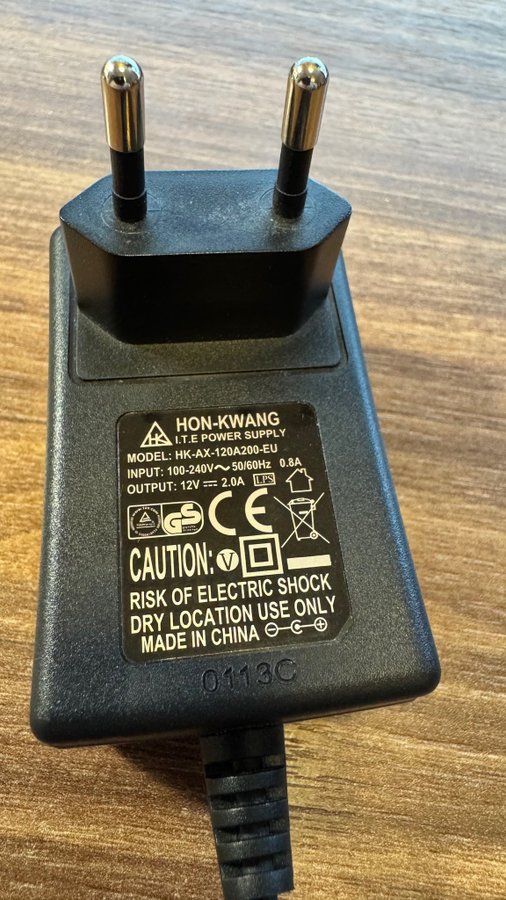 HK
HON-KWANG
I.T.E POWER SUPPLY
MODEL: HK-AX-120A200-EU
INPUT: 100-240V~50/60Hz 0.8A
OUTPUT: 12V ⎓ 2.0A LPS
GS CE
CAUTION: V
RISK OF ELECTRIC SHOCK
DRY LOCATION USE ONLY
MADE IN CHINA
0113C